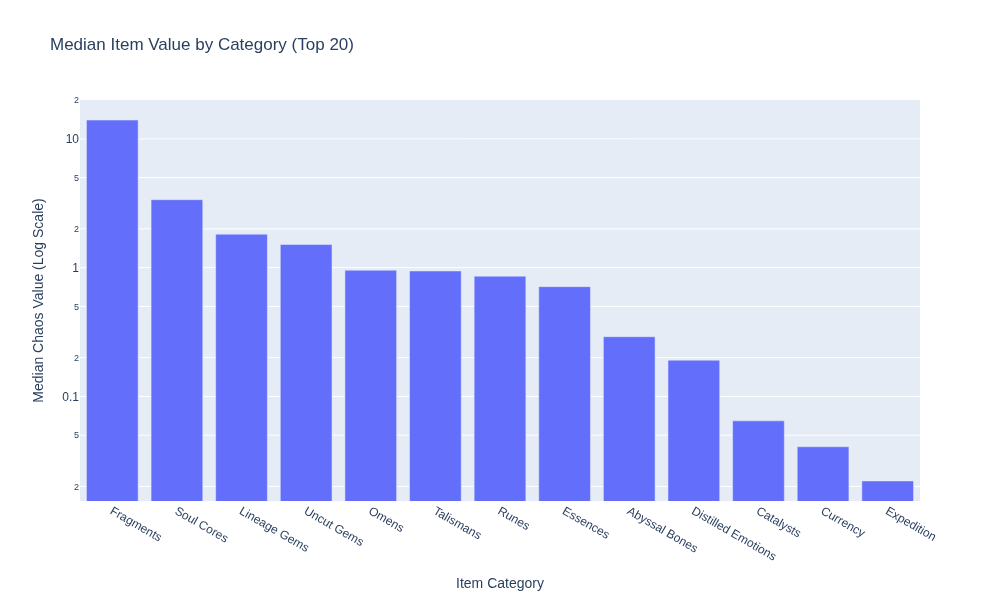 Median Item Value by Category (Top 20)
2
10
5
2
1
5
2
0.1
5
2
Median Chaos Value (Log Scale)
Fragments
Soul Cores
Lineage Gems
Uncut Gems
Omens
Talismans
Runes
Essences
Abyssal Bones
Distilled Emotions
Catalysts
Currency
Expedition
Item Category